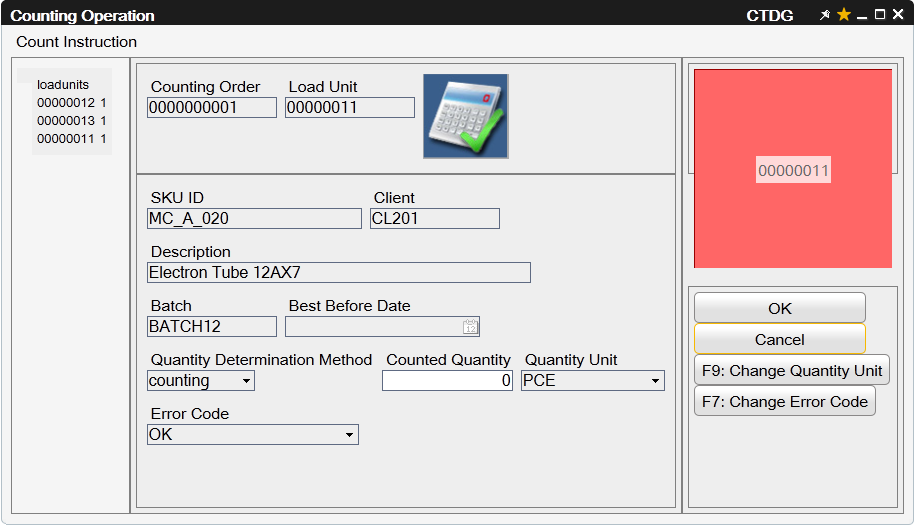 Counting Operation CTDG
Count Instruction
loadunits
00000012 1
00000013 1
00000011 1
Counting Order Load Unit
0000000001 00000011
SKU ID Client
MC_A_020 CL201
Description
Electron Tube 12AX7
Batch Best Before Date
BATCH12 12
Quantity Determination Method Counted Quantity Quantity Unit
counting 0 PCE
Error Code
OK
00000011
OK
Cancel
F9: Change Quantity Unit
F7: Change Error Code